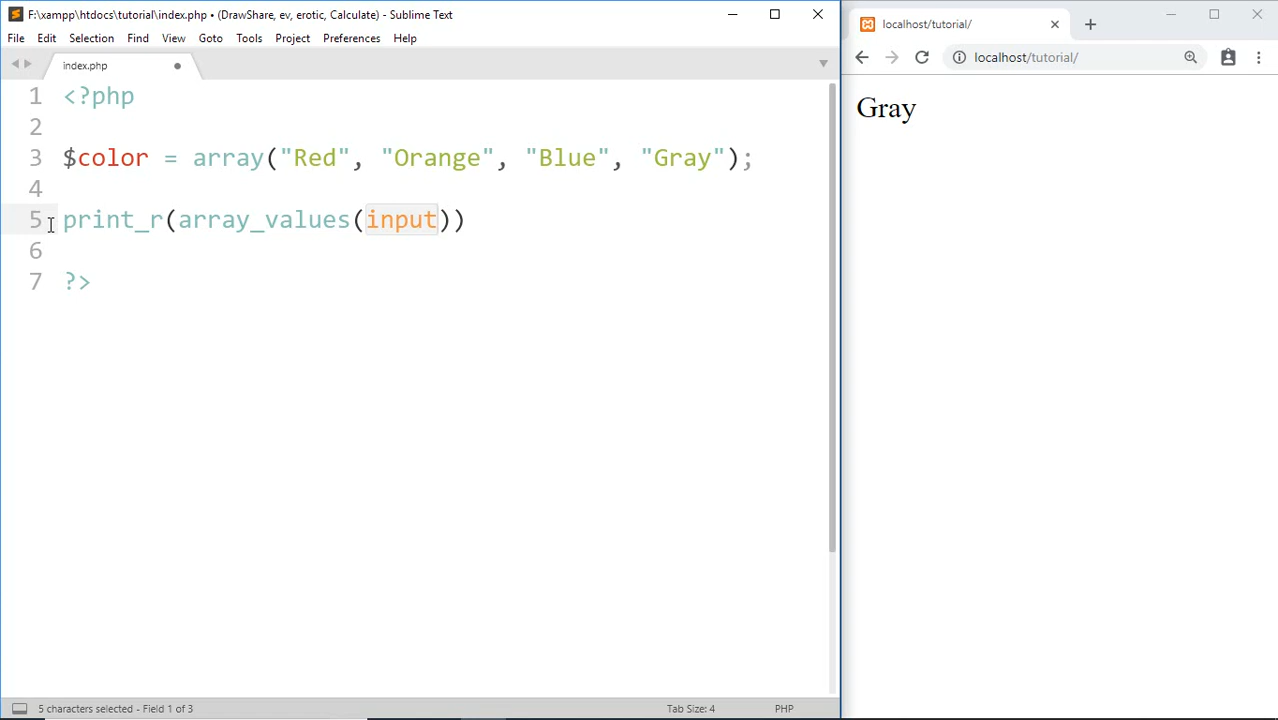 F:\xampp\htdocs\tutorial\index.php • (DrawShare, ev, erotic, Calculate) - Sublime Text
File Edit Selection Find View Goto Tools Project Preferences Help
index.php
1 <?php
2
3 $color = array("Red", "Orange", "Blue", "Gray");
4
5 print_r(array_values(input))
6
7 ?>
5 characters selected - Field 1 of 3 Tab Size: 4 PHP
localhost/tutorial/
localhost/tutorial/
Gray